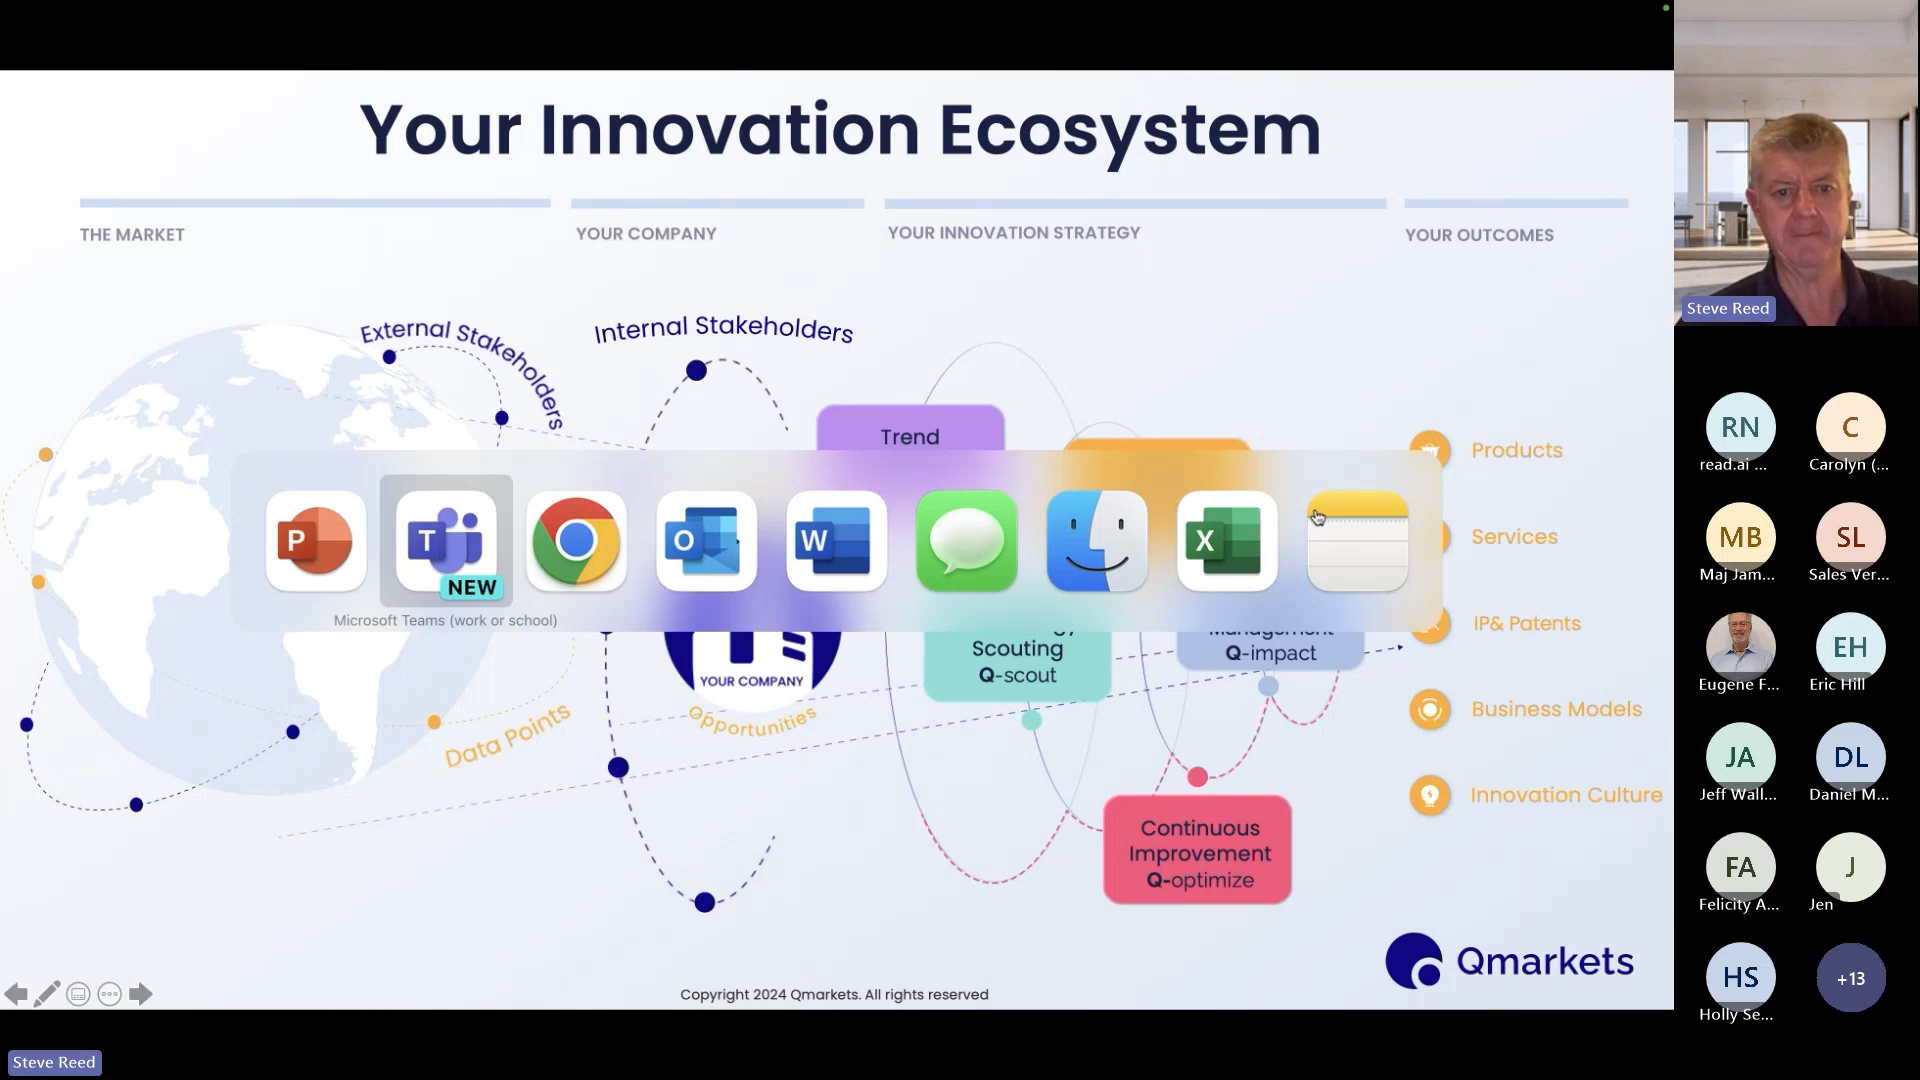 Your Innovation Ecosystem
THE MARKET
YOUR COMPANY
YOUR INNOVATION STRATEGY
YOUR OUTCOMES
External Stakeholders
Internal Stakeholders
Trend
Products
Services
IP& Patents
Business Models
Innovation Culture
P
T
NEW
O
W
X
Microsoft Teams (work or school)
Scouting
Q-scout
Management
Q-impact
YOUR COMPANY
Opportunities
Data Points
Continuous
Improvement
Q-optimize
Qmarkets
Copyright 2024 Qmarkets. All rights reserved
Steve Reed
Steve Reed
RN
read.ai ...
C
Carolyn (...
MB
Maj Jam...
SL
Sales Ver...
Eugene F...
EH
Eric Hill
JA
Jeff Wall...
DL
Daniel M...
FA
Felicity A...
J
Jen
HS
Holly Se...
+13